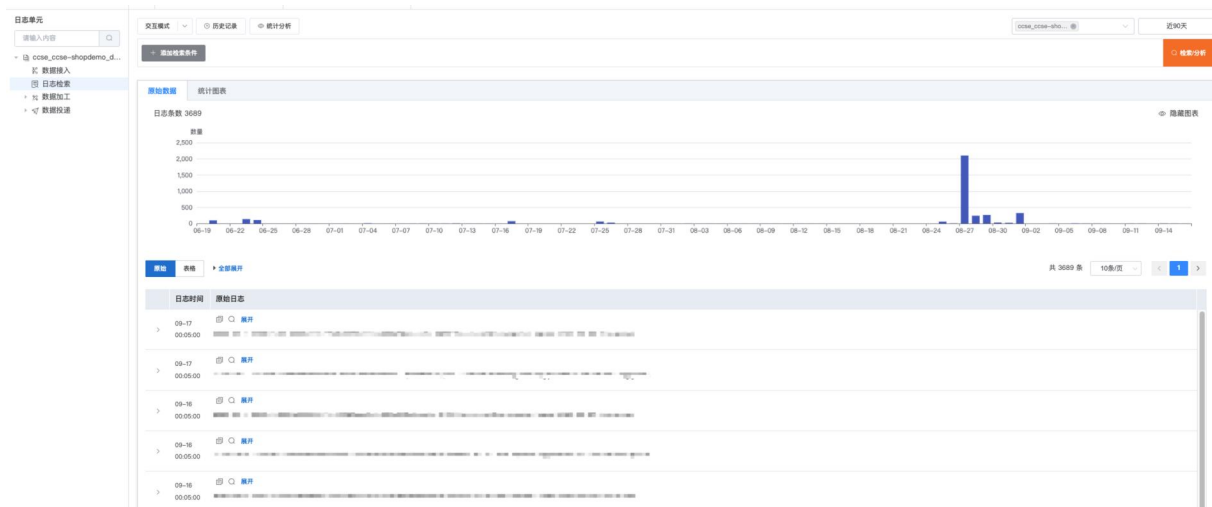 日志单元
请输入内容
ccse_ccse-shopdemo_d...
数据接入
日志检索
数据加工
数据投递
交互模式 历史记录 统计分析
ccse_ccse-sho... 近90天
+ 添加检索条件
检索/分析
原始数据 统计图表
日志条数 3689
隐藏图表
数量
2,500
2,000
1,500
1,000
500
0
06-19 06-22 06-25 06-28 07-01 07-04 07-07 07-10 07-13 07-16 07-19 07-22 07-25 07-28 07-31 08-03 08-06 08-09 08-12 08-15 08-18 08-21 08-24 08-27 08-30 09-02 09-05 09-08 09-11 09-14
原始 表格 全部展开
共 3689 条 10条/页 1
日志时间 原始日志
09-17
00:05:00
展开
09-17
00:05:00
展开
09-16
00:05:00
展开
09-16
00:05:00
展开
09-16
00:05:00
展开